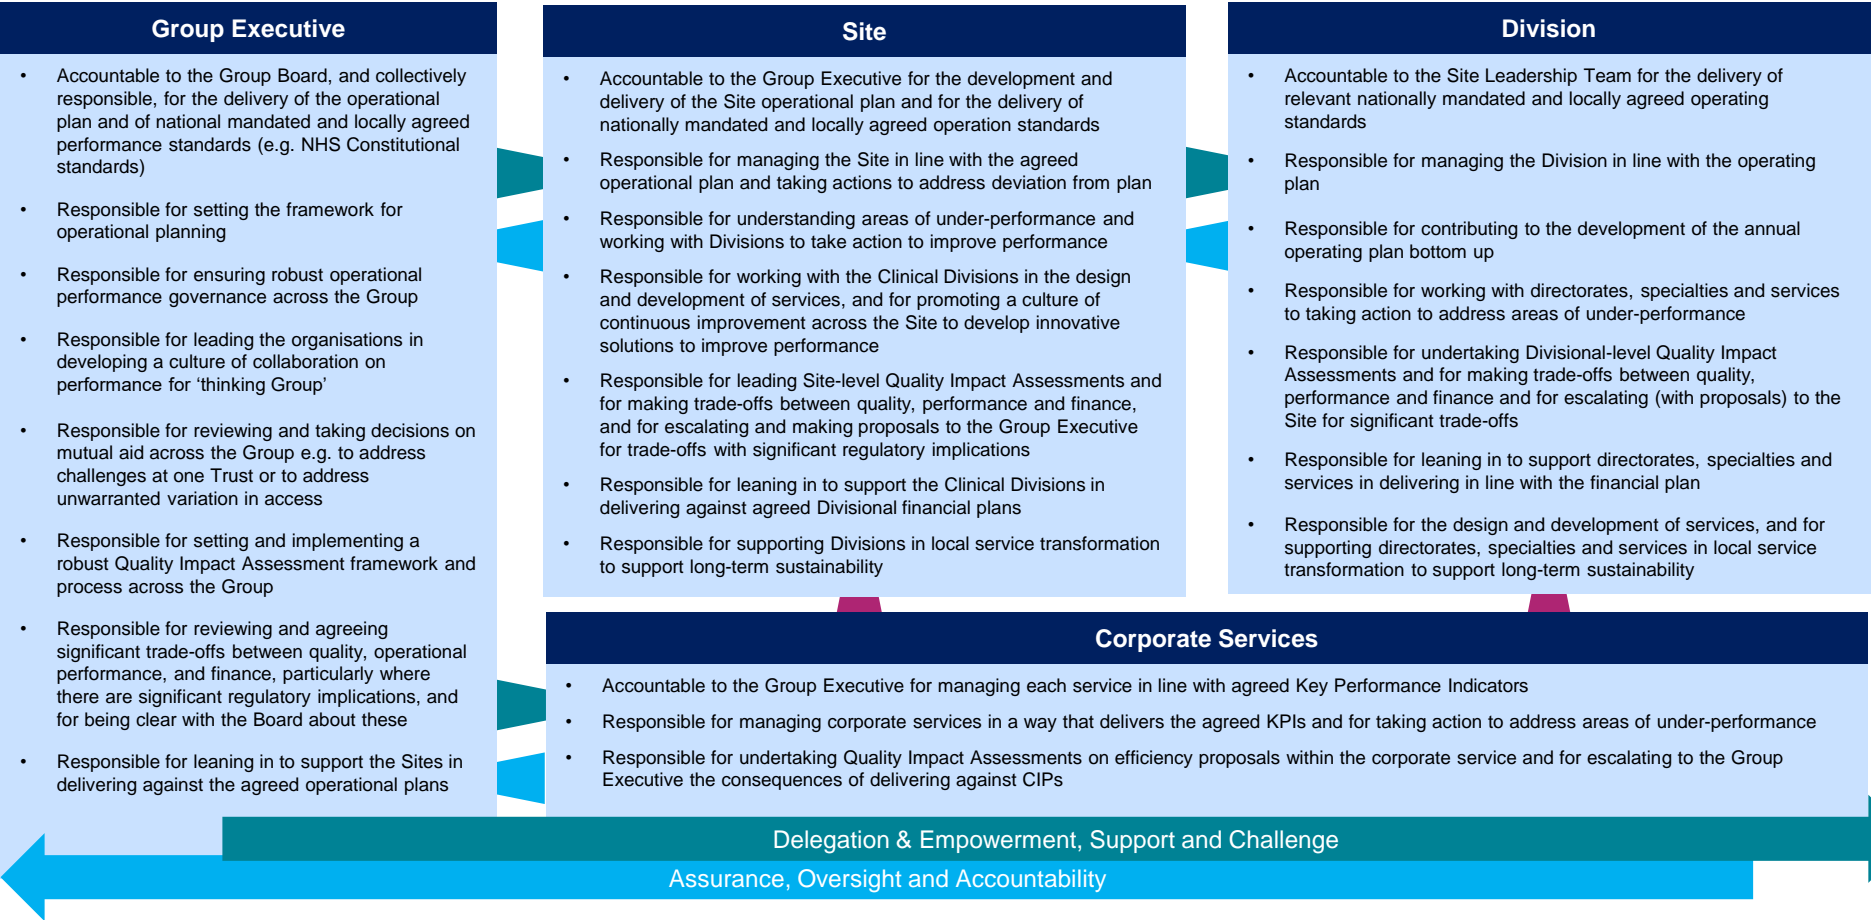 Group Executive
• Accountable to the Group Board, and collectively
responsible, for the delivery of the operational
plan and of national mandated and locally agreed
performance standards (e.g. NHS Constitutional
standards)
• Responsible for setting the framework for
operational planning
• Responsible for ensuring robust operational
performance governance across the Group
• Responsible for leading the organisations in
developing a culture of collaboration on
performance for ‘thinking Group’
• Responsible for reviewing and taking decisions on
mutual aid across the Group e.g. to address
challenges at one Trust or to address
unwarranted variation in access
• Responsible for setting and implementing a
robust Quality Impact Assessment framework and
process across the Group
• Responsible for reviewing and agreeing
significant trade-offs between quality, operational
performance, and finance, particularly where
there are significant regulatory implications, and
for being clear with the Board about these
• Responsible for leaning in to support the Sites in
delivering against the agreed operational plans
Site
• Accountable to the Group Executive for the development and
delivery of the Site operational plan and for the delivery of
nationally mandated and locally agreed operation standards
• Responsible for managing the Site in line with the agreed
operational plan and taking actions to address deviation from plan
• Responsible for understanding areas of under-performance and
working with Divisions to take action to improve performance
• Responsible for working with the Clinical Divisions in the design
and development of services, and for promoting a culture of
continuous improvement across the Site to develop innovative
solutions to improve performance
• Responsible for leading Site-level Quality Impact Assessments and
for making trade-offs between quality, performance and finance,
and for escalating and making proposals to the Group Executive
for trade-offs with significant regulatory implications
• Responsible for leaning in to support the Clinical Divisions in
delivering against agreed Divisional financial plans
• Responsible for supporting Divisions in local service transformation
to support long-term sustainability
Division
• Accountable to the Site Leadership Team for the delivery of
relevant nationally mandated and locally agreed operating
standards
• Responsible for managing the Division in line with the operating
plan
• Responsible for contributing to the development of the annual
operating plan bottom up
• Responsible for working with directorates, specialties and services
to taking action to address areas of under-performance
• Responsible for undertaking Divisional-level Quality Impact
Assessments and for making trade-offs between quality,
performance and finance and for escalating (with proposals) to the
Site for significant trade-offs
• Responsible for leaning in to support directorates, specialties and
services in delivering in line with the financial plan
• Responsible for the design and development of services, and for
supporting directorates, specialties and services in local service
transformation to support long-term sustainability
Corporate Services
• Accountable to the Group Executive for managing each service in line with agreed Key Performance Indicators
• Responsible for managing corporate services in a way that delivers the agreed KPIs and for taking action to address areas of under-performance
• Responsible for undertaking Quality Impact Assessments on efficiency proposals within the corporate service and for escalating to the Group
Executive the consequences of delivering against CIPs
Delegation & Empowerment, Support and Challenge
Assurance, Oversight and Accountability